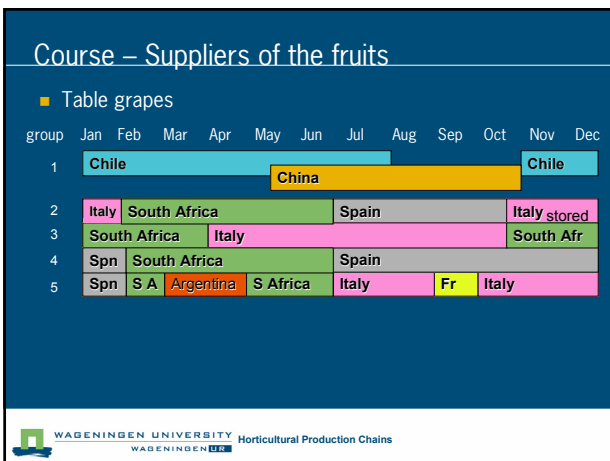 Course – Suppliers of the fruits
Table grapes
group Jan Feb Mar Apr May Jun Jul Aug Sep Oct Nov Dec
1 Chile China Chile
2 Italy South Africa Spain Italy stored
3 South Africa Italy South Afr
4 Spn South Africa Spain
5 Spn S A Argentina S Africa Italy Fr Italy
WAGENINGEN UNIVERSITY Horticultural Production Chains
WAGENINGEN UR